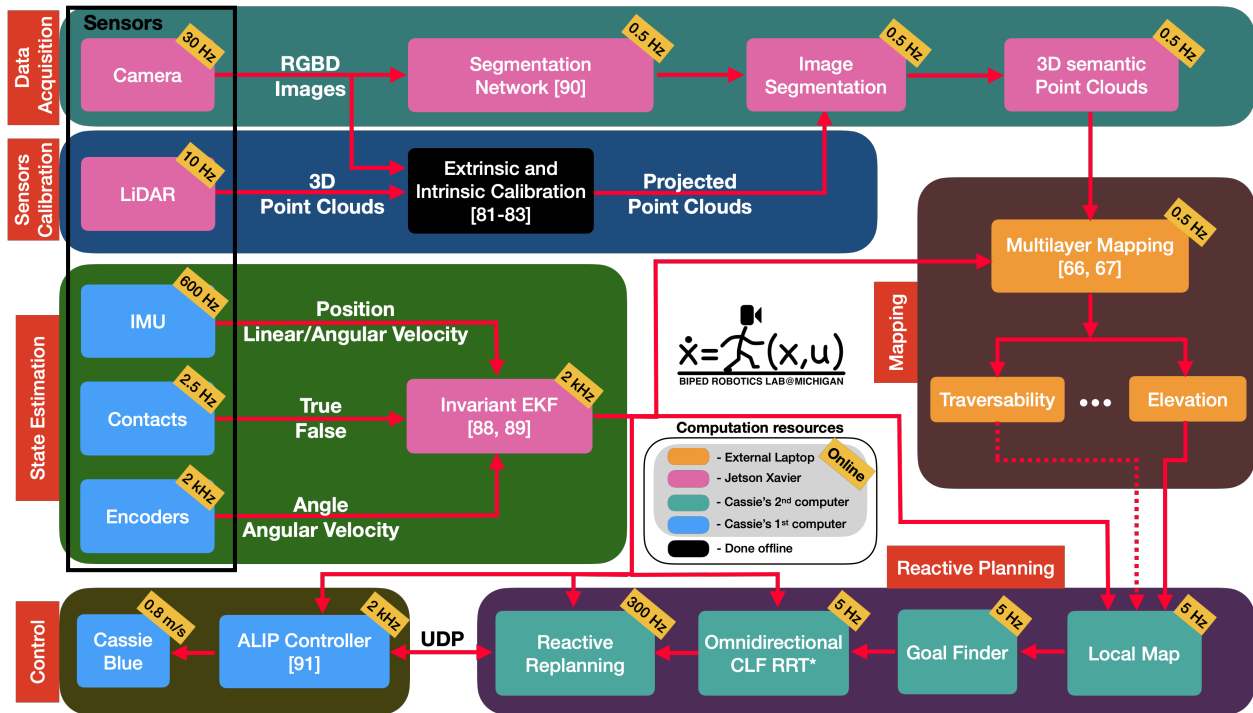 Data
Acquisition
Sensors
30 Hz
Camera
RGBD
Images
0.5 Hz
Segmentation
Network [90]
0.5 Hz
Image
Segmentation
0.5 Hz
3D semantic
Point Clouds
Sensors
Calibration
10 Hz
LiDAR
3D
Point Clouds
Extrinsic and
Intrinsic Calibration
[81-83]
Projected
Point Clouds
Mapping
0.5 Hz
Multilayer Mapping
[66, 67]
Traversability
•••
Elevation
State Estimation
600 Hz
IMU
Position
Linear/Angular Velocity
2.5 Hz
Contacts
True
False
2 kHz
Invariant EKF
[88, 89]
2 kHz
Encoders
Angle
Angular Velocity
ẋ= (x,u)
BIPED ROBOTICS LAB@MICHIGAN
Computation resources
Online
- External Laptop
- Jetson Xavier
- Cassie's 2nd computer
- Cassie's 1st computer
- Done offline
Reactive Planning
Control
0.8 m/s
Cassie
Blue
2 kHz
ALIP Controller
[91]
UDP
300 Hz
Reactive
Replanning
5 Hz
Omnidirectional
CLF RRT*
5 Hz
Goal Finder
5 Hz
Local Map